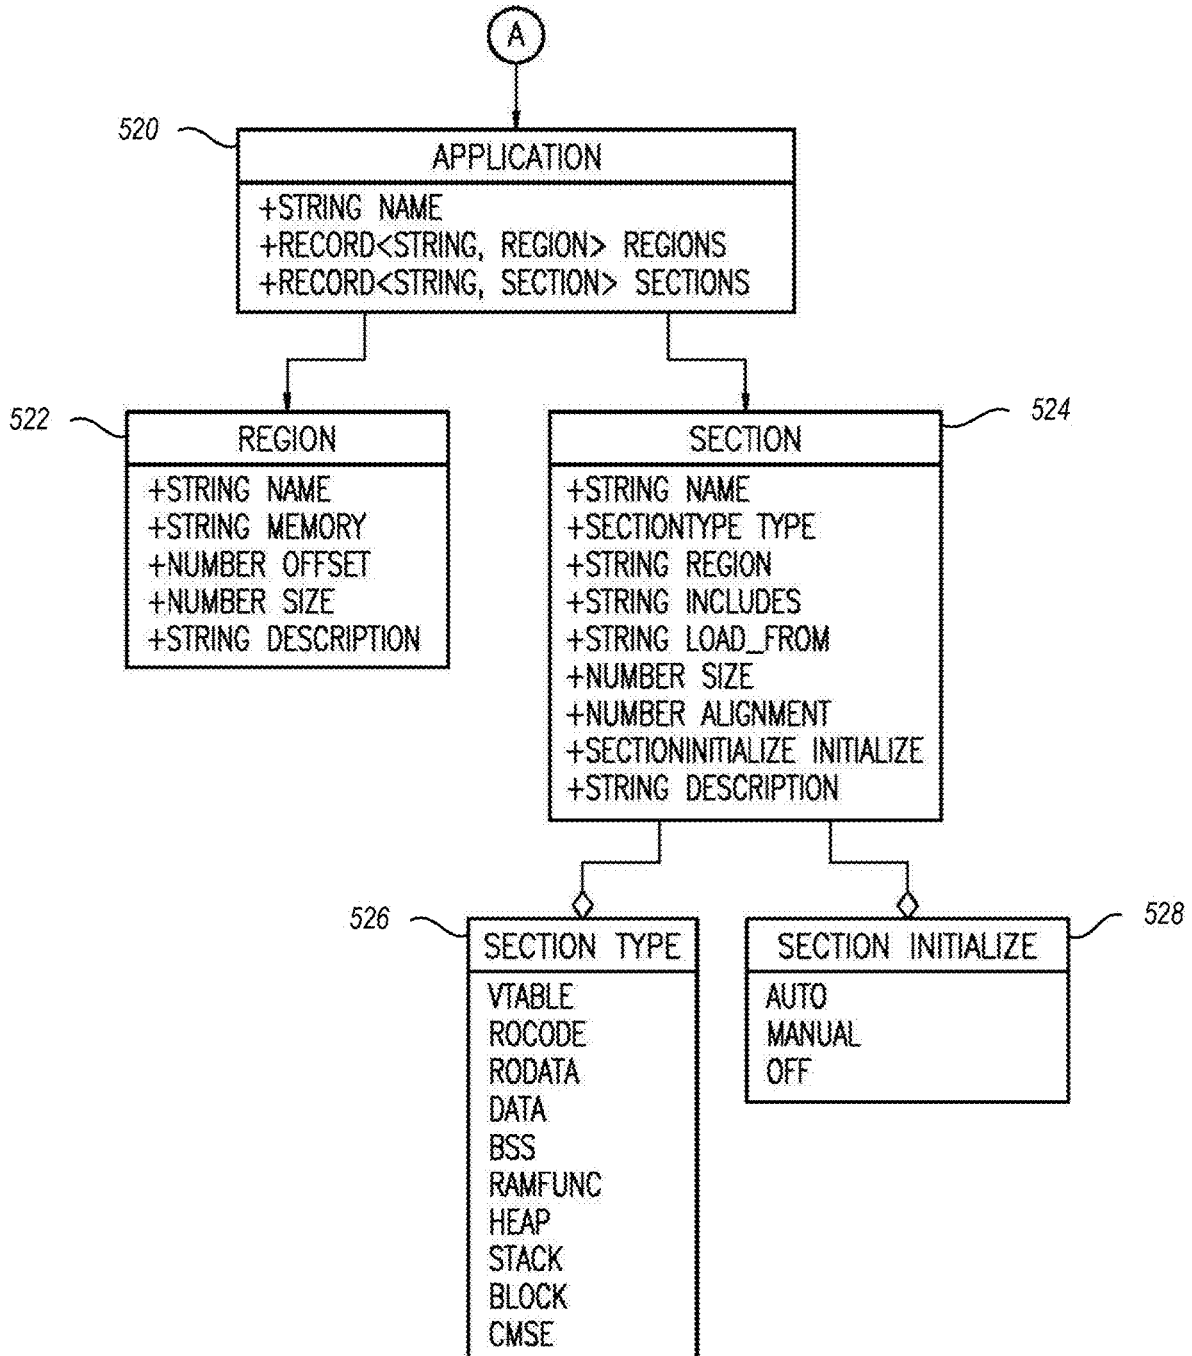 A
520
APPLICATION
+STRING NAME
+RECORD<STRING, REGION> REGIONS
+RECORD<STRING, SECTION> SECTIONS
522
REGION
+STRING NAME
+STRING MEMORY
+NUMBER OFFSET
+NUMBER SIZE
+STRING DESCRIPTION
524
SECTION
+STRING NAME
+SECTIONTYPE TYPE
+STRING REGION
+STRING INCLUDES
+STRING LOAD_FROM
+NUMBER SIZE
+NUMBER ALIGNMENT
+SECTIONINITIALIZE INITIALIZE
+STRING DESCRIPTION
526
SECTION TYPE
VTABLE
ROCODE
RODATA
DATA
BSS
RAMFUNC
HEAP
STACK
BLOCK
CMSE
528
SECTION INITIALIZE
AUTO
MANUAL
OFF